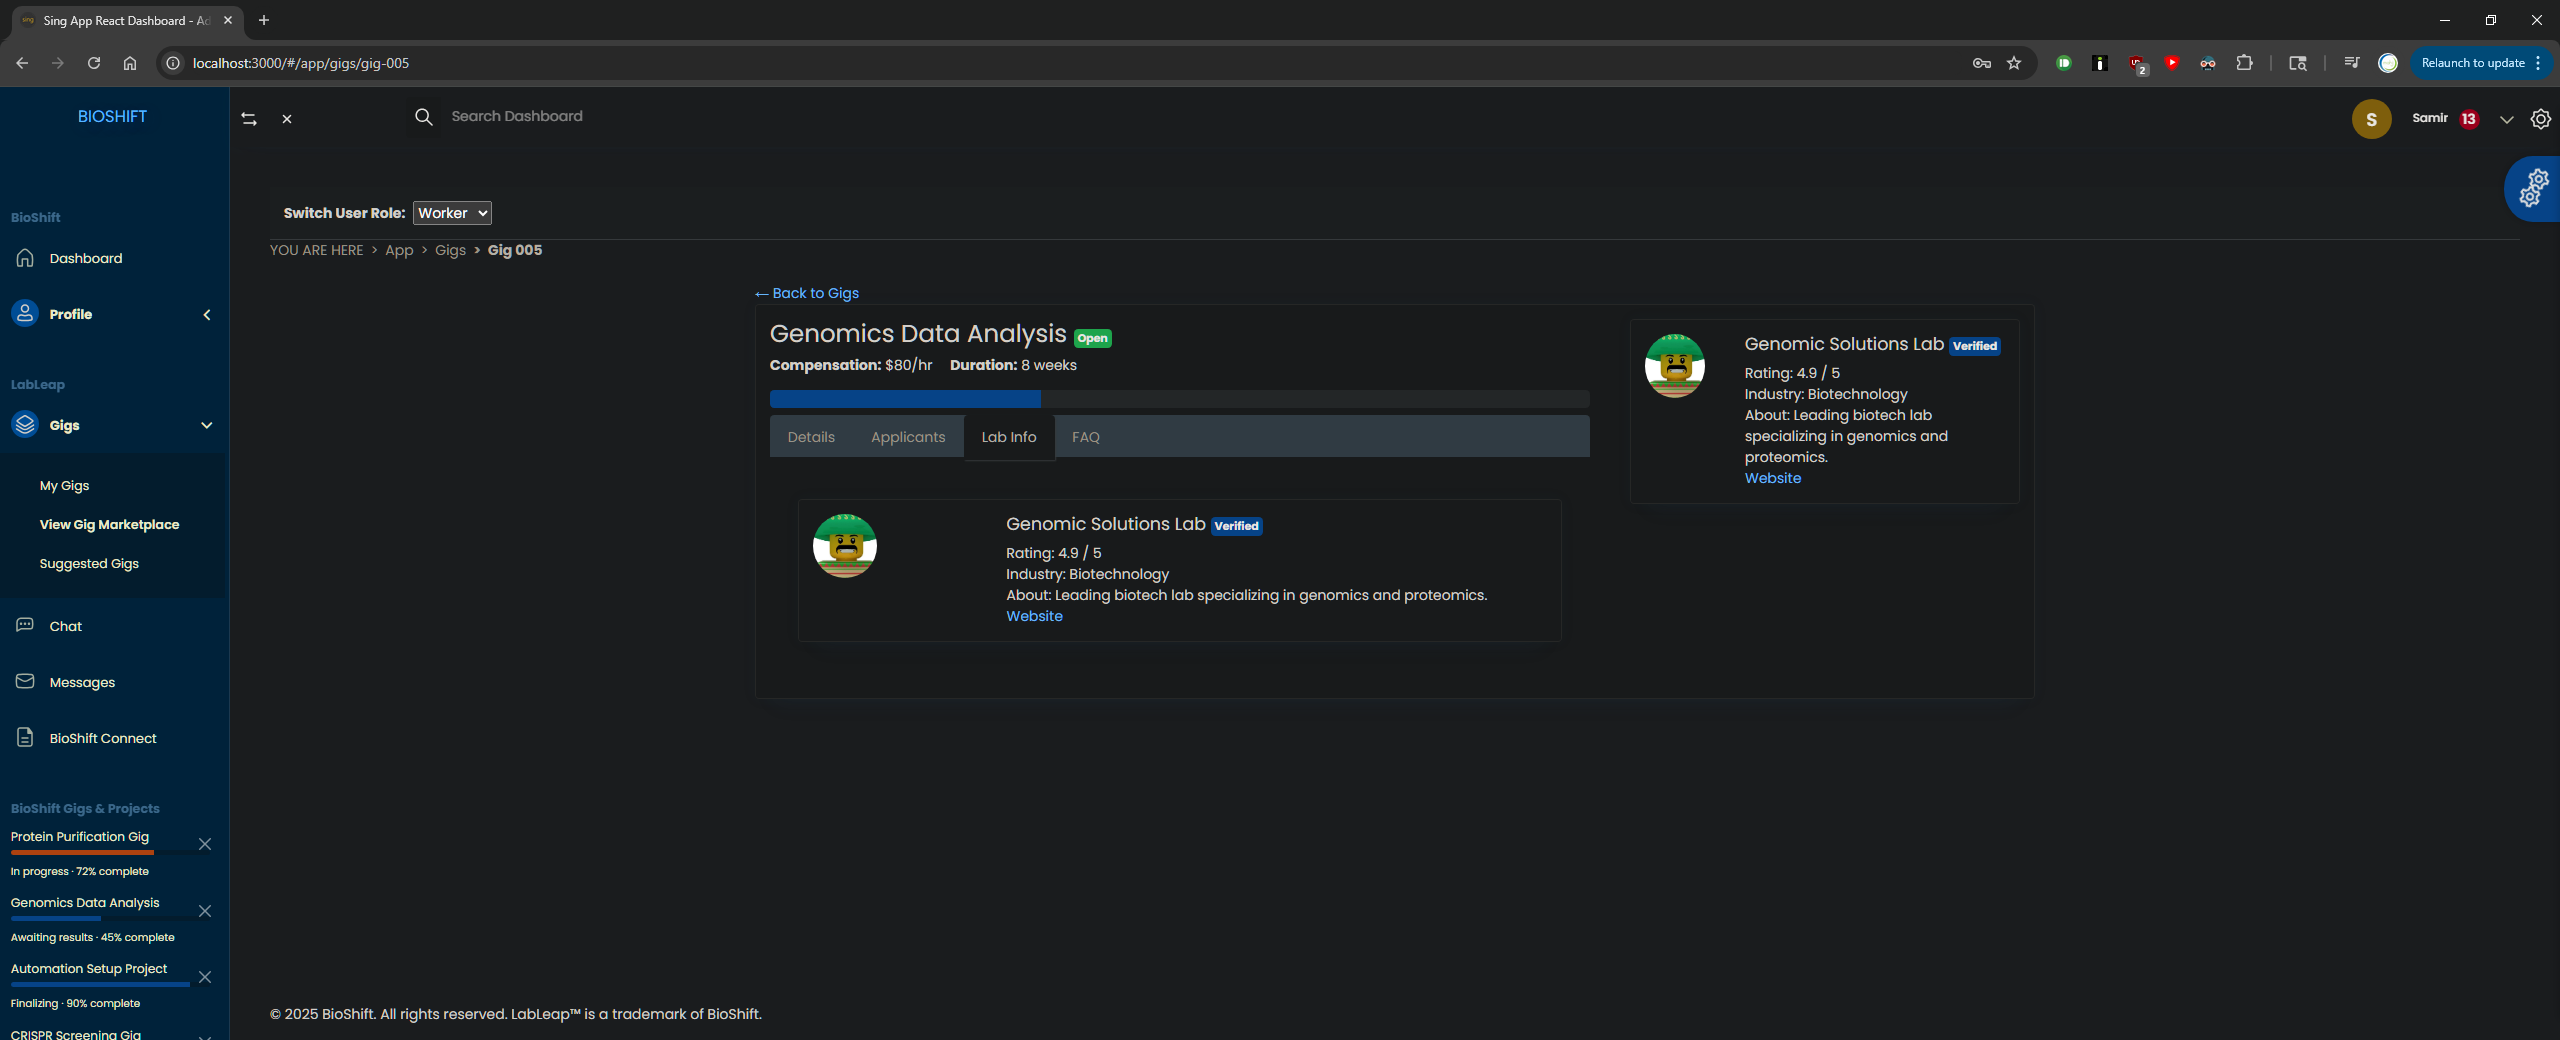 Sing App React Dashboard - Ad
localhost:3000/#/app/gigs/gig-005
2
Relaunch to update
BIOSHIFT
Search Dashboard
S
Samir
13
BioShift
Dashboard
Profile
LabLeap
Gigs
My Gigs
View Gig Marketplace
Suggested Gigs
Chat
Messages
BioShift Connect
BioShift Gigs & Projects
Protein Purification Gig
In progress · 72% complete
Genomics Data Analysis
Awaiting results · 45% complete
Automation Setup Project
Finalizing · 90% complete
CRISPR Screening Gig
Switch User Role: Worker
YOU ARE HERE > App > Gigs > Gig 005
← Back to Gigs
Genomics Data Analysis Open
Compensation: $80/hr Duration: 8 weeks
Details Applicants Lab Info FAQ
Genomic Solutions Lab Verified
Rating: 4.9 / 5
Industry: Biotechnology
About: Leading biotech lab specializing in genomics and proteomics.
Website
Genomic Solutions Lab Verified
Rating: 4.9 / 5
Industry: Biotechnology
About: Leading biotech lab
specializing in genomics and
proteomics.
Website
© 2025 BioShift. All rights reserved. LabLeap™ is a trademark of BioShift.